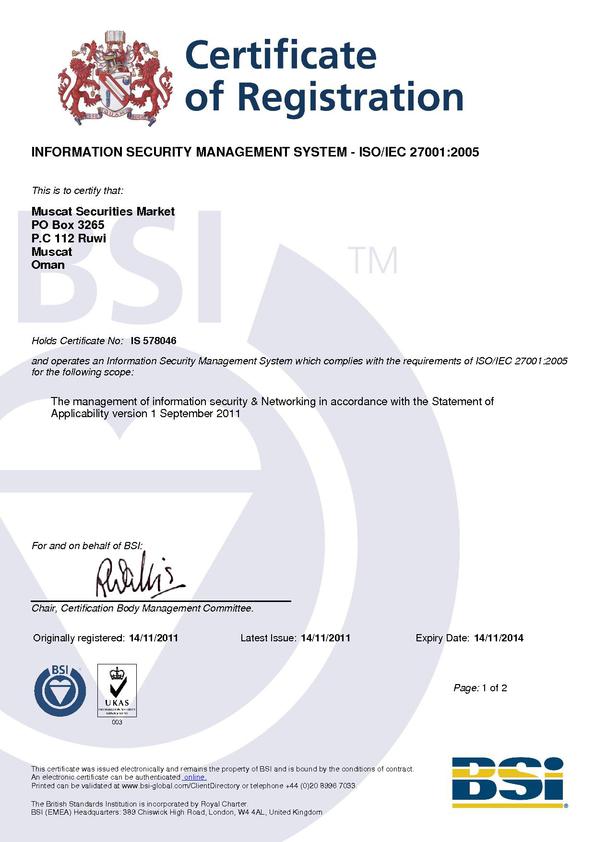 Certificate
of Registration
INFORMATION SECURITY MANAGEMENT SYSTEM - ISO/IEC 27001:2005
This is to certify that:
Muscat Securities Market
PO Box 3265
P.C 112 Ruwi
Muscat
Oman
BSI TM
Holds Certificate No: IS 578046
and operates an Information Security Management System which complies with the requirements of ISO/IEC 27001:2005
for the following scope:
The management of information security & Networking in accordance with the Statement of
Applicability version 1 September 2011
For and on behalf of BSI:
Chair, Certification Body Management Committee.
Originally registered: 14/11/2011 Latest Issue: 14/11/2011 Expiry Date: 14/11/2014
BSI
UKAS
003
Page: 1 of 2
This certificate was issued electronically and remains the property of BSI and is bound by the conditions of contract.
An electronic certificate can be authenticated online.
Printed can be validated at www.bsi-global.com/ClientDirectory or telephone +44 (0)20 8996 7033.
The British Standards Institution is incorporated by Royal Charter.
BSI (EMEA) Headquarters: 389 Chiswick High Road, London, W4 4AL, United Kingdom
BSi®